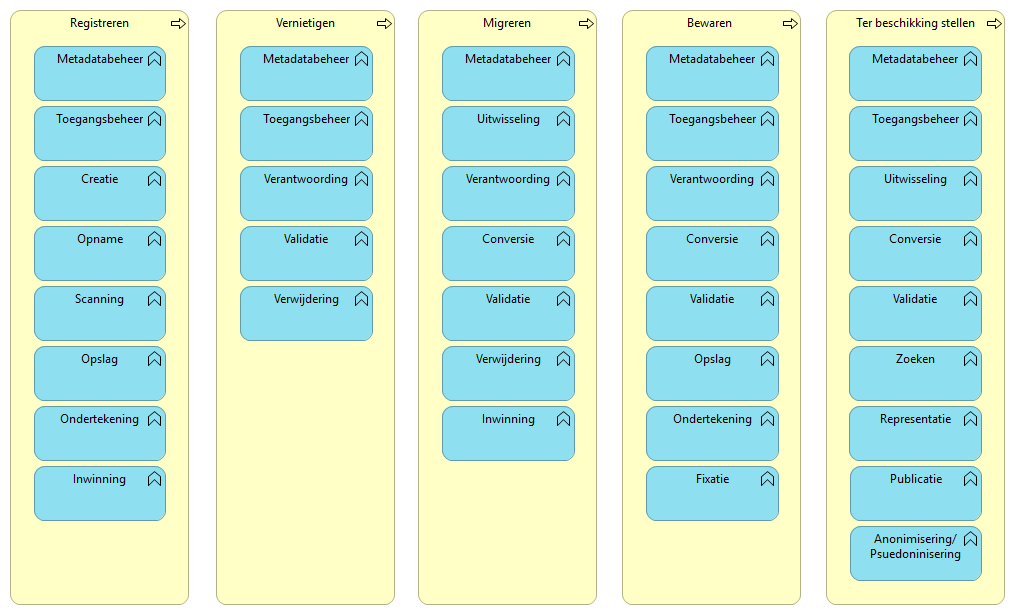 Registreren
Metadatabeheer
Toegangsbeheer
Creatie
Opname
Scanning
Opslag
Ondertekening
Inwinning
Vernietigen
Metadatabeheer
Toegangsbeheer
Verantwoording
Validatie
Verwijdering
Migreren
Metadatabeheer
Uitwisseling
Verantwoording
Conversie
Validatie
Verwijdering
Inwinning
Bewaren
Metadatabeheer
Toegangsbeheer
Verantwoording
Conversie
Validatie
Opslag
Ondertekening
Fixatie
Ter beschikking stellen
Metadatabeheer
Toegangsbeheer
Uitwisseling
Conversie
Validatie
Zoeken
Representatie
Publicatie
Anonimisering/
Psuedoninisering